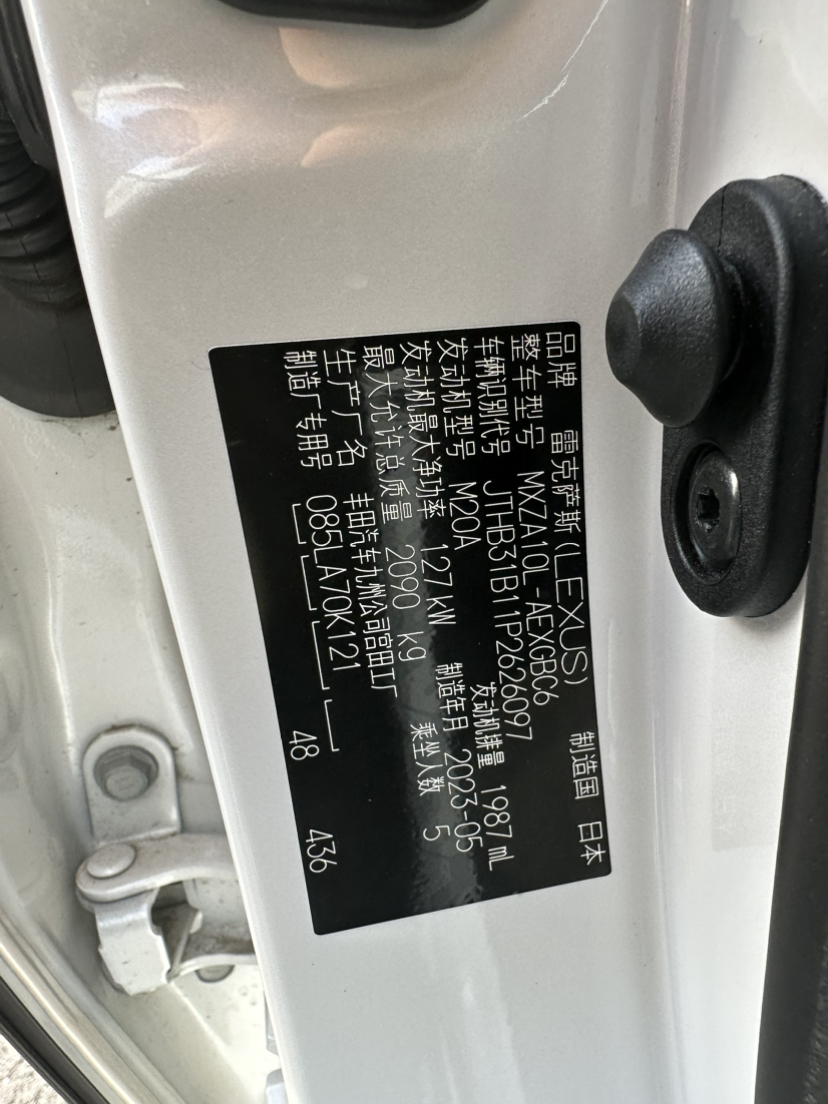 品牌 雷克萨斯(LEXUS) 制造国 日本
整车型号 MXZA10L-AEXGBC6
车辆识别代号 JTHB31B11P2626097
发动机型号 M20A 发动机排量 1987 mL
发动机最大净功率 127 kW 制造年月 2023-05
最大允许总质量 2090 kg 乘坐人数 5
生产厂名 丰田汽车九州公司宫田工厂
制造厂专用号 085LA70K121
48 436